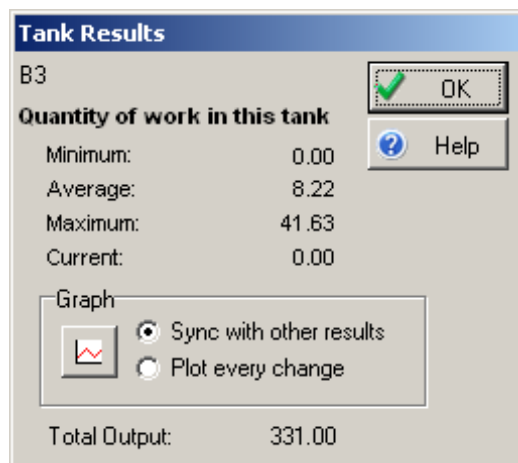 Tank Results
B3
OK
Quantity of work in this tank
Help
Minimum: 0.00
Average: 8.22
Maximum: 41.63
Current: 0.00
Graph
Sync with other results
Plot every change
Total Output: 331.00